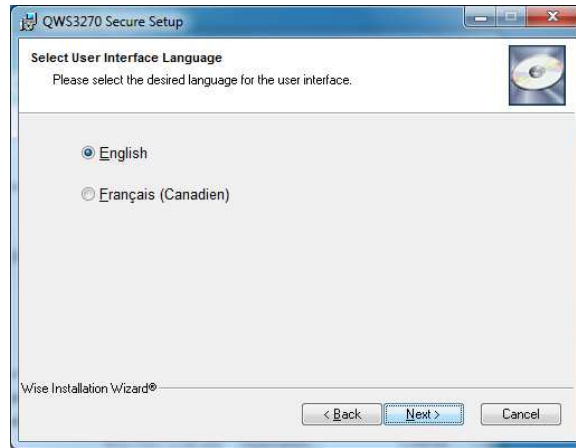 QWS3270 Secure Setup
Select User Interface Language
Please select the desired language for the user interface.
English
Français (Canadien)
Wise Installation Wizard®
< Back
Next >
Cancel